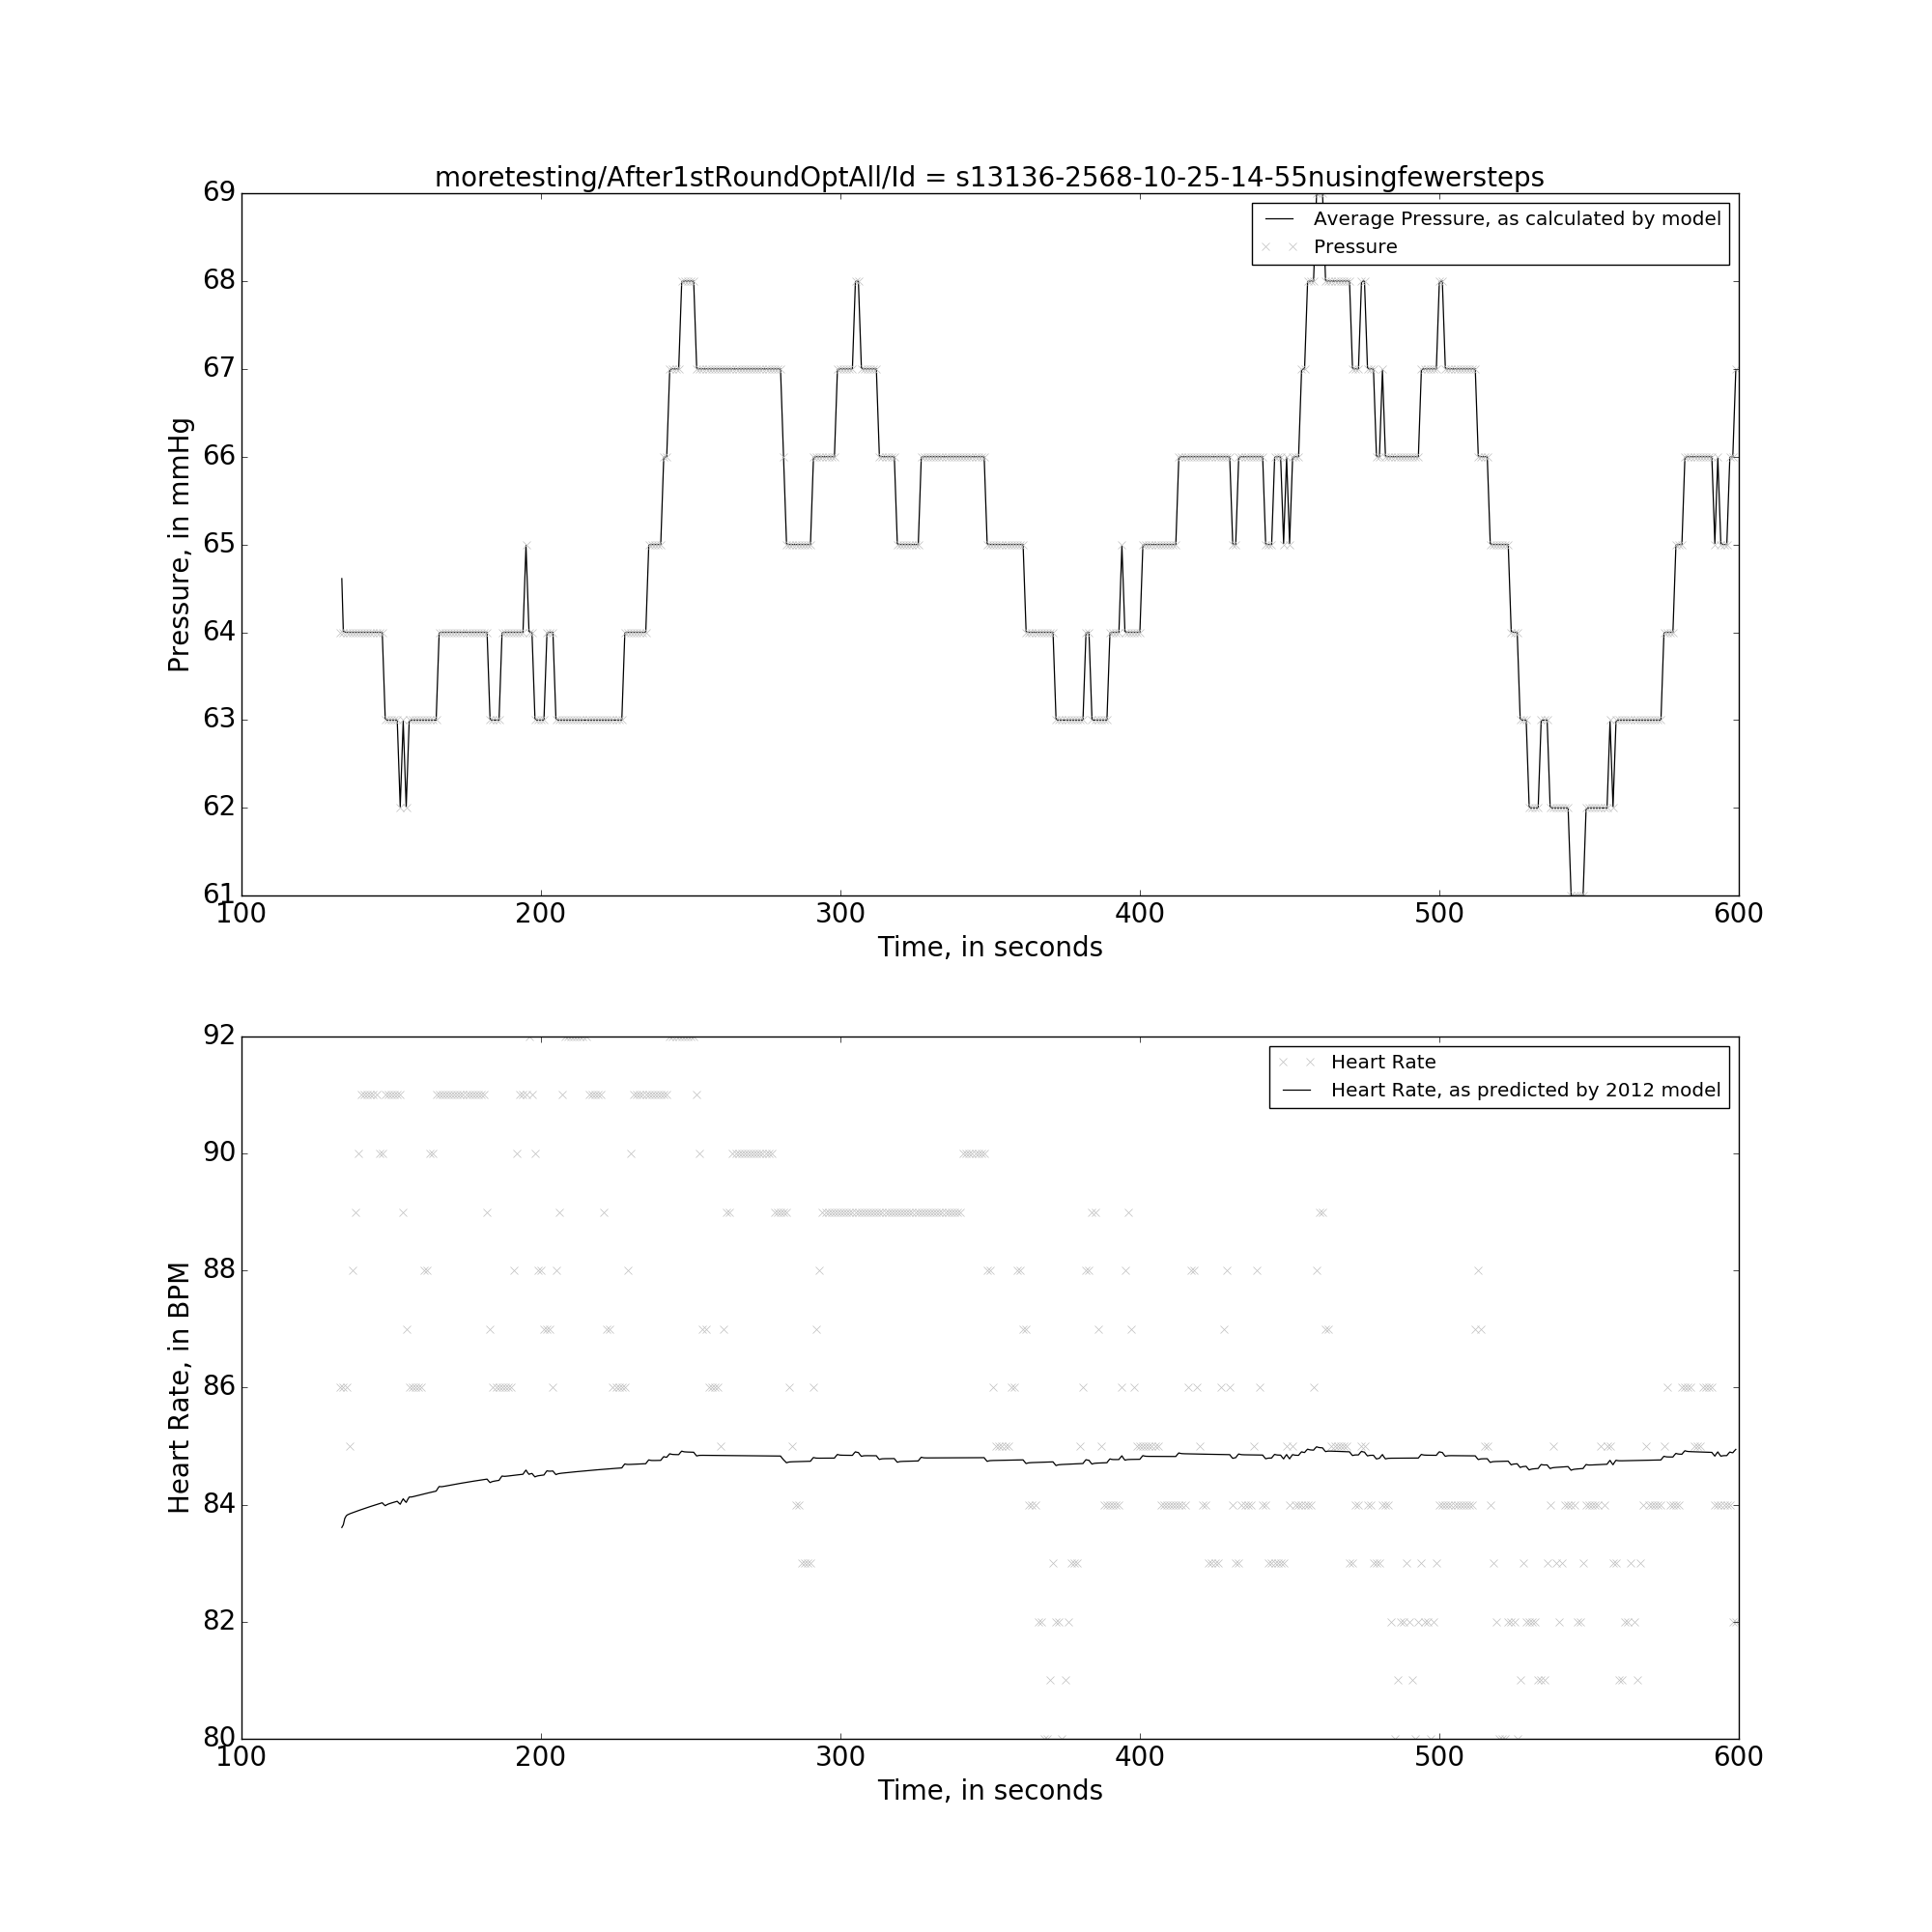 moretesting/After1stRoundOptAll/Id = s13136-2568-10-25-14-55nusingfewersteps
69
68
67
66
65
64
63
62
61
Pressure, in mmHg
Average Pressure, as calculated by model
Pressure
100 200 300 400 500 600
Time, in seconds
92
90
88
86
84
82
80
Heart Rate, in BPM
Heart Rate
Heart Rate, as predicted by 2012 model
100 200 300 400 500 600
Time, in seconds